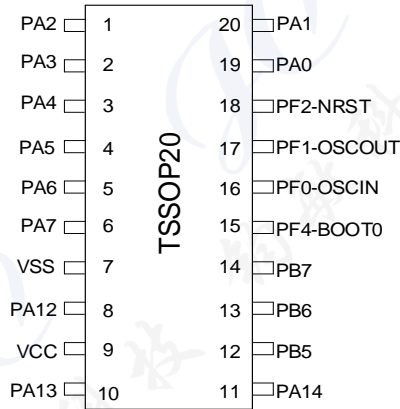 PA2 1 20 PA1
PA3 2 19 PA0
PA4 3 18 PF2-NRST
PA5 4 17 PF1-OSCOUT
PA6 5 16 PF0-OSCIN
PA7 6 15 PF4-BOOT0
VSS 7 14 PB7
PA12 8 13 PB6
VCC 9 12 PB5
PA13 10 11 PA14
TSSOP20